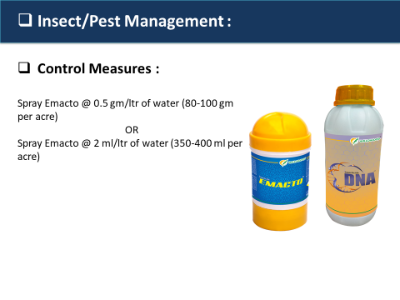 Insect/Pest Management :
Control Measures :
Spray Emacto @ 0.5 gm/ltr of water (80-100 gm
per acre)
OR
Spray Emacto @ 2 ml/ltr of water (350-400 ml per
acre)
EMACTO
DNA